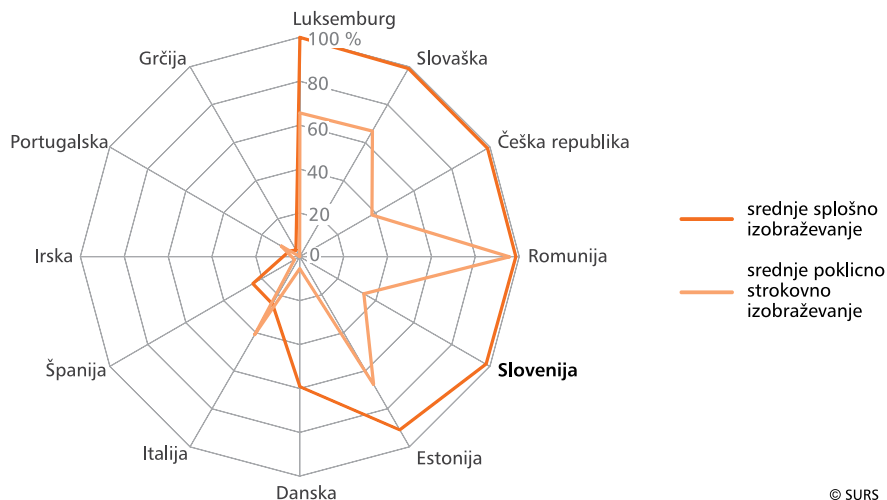 Luksemburg
100 %
Grčija
Slovaška
80
Portugalska
60
Češka republika
40
20
srednje splošno
izobraževanje
Irska
0
Romunija
srednje poklicno
strokovno
izobraževanje
Španija
Slovenija
Italija
Estonija
Danska
© SURS